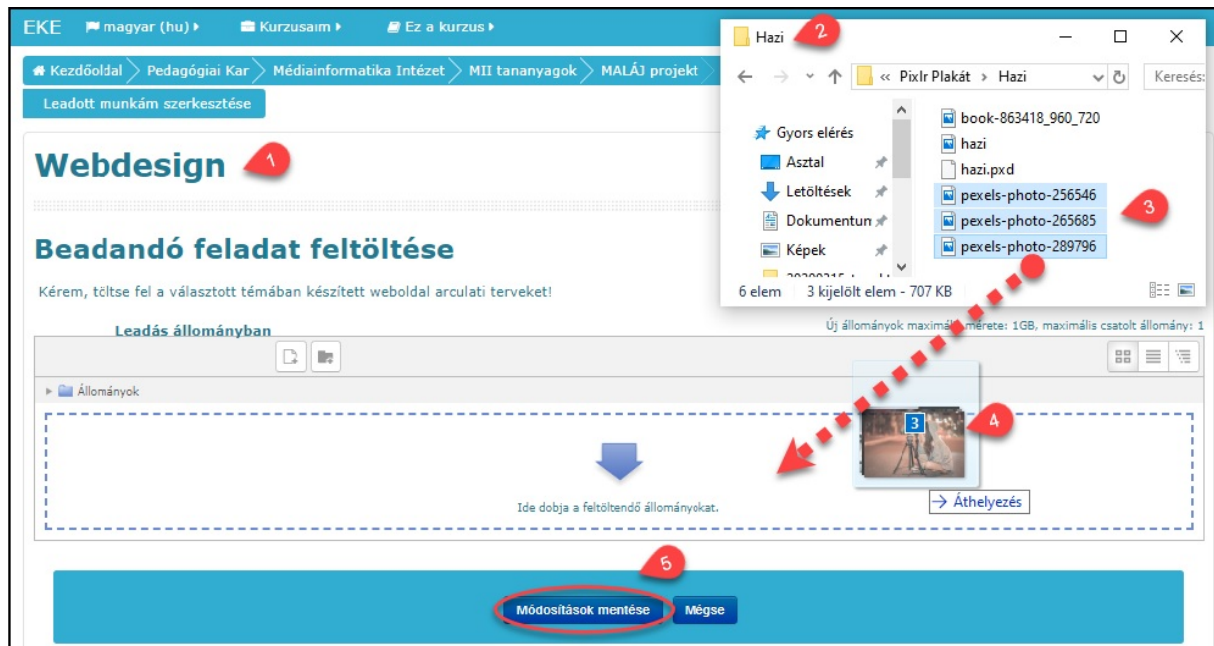 EKE magyar (hu) Kurzusaim Ez a kurzus
Kezdőoldal Pedagógiai Kar Médiainformatika Intézet MII tananyagok MALÁJ projekt
Leadott munkám szerkesztése
Webdesign 1
Beadandó feladat feltöltése
Kérem, töltse fel a választott témában készített weboldal arculati terveket!
Hazi 2
« Pixlr Plakát › Hazi Keresés:
Gyors elérés
Asztal
Letöltések
Dokumentum
Képek
book-863418_960_720
hazi
hazi.pxd
pexels-photo-256546
pexels-photo-265685 3
pexels-photo-289796
6 elem 3 kijelölt elem - 707 KB
Leadás állományban
Új állományok maximális mérete: 1GB, maximális csatolt állomány: 1
Állományok
3 4
Ide dobja a feltöltendő állományokat.
Áthelyezés
5
Módosítások mentése Mégse